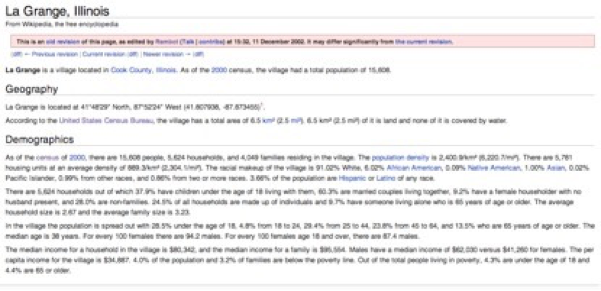 La Grange, Illinois
From Wikipedia, the free encyclopedia
This is an old revision of this page, as edited by Rambot (Talk | contribs) at 15:32, 11 December 2002. It may differ significantly from the current revision.
(diff) ← Previous revision | Current revision (diff) | Newer revision → (diff)
La Grange is a village located in Cook County, Illinois. As of the 2000 census, the village had a total population of 15,608.
Geography
La Grange is located at 41°48'29" North, 87°52'24" West (41.807938, -87.873455)¹.
According to the United States Census Bureau, the village has a total area of 6.5 km² (2.5 mi²). 6.5 km² (2.5 mi²) of it is land and none of it is covered by water.
Demographics
As of the census of 2000, there are 15,608 people, 5,624 households, and 4,049 families residing in the village. The population density is 2,400.9/km² (6,220.7/mi²). There are 5,781
housing units at an average density of 889.3/km² (2,304.1/mi²). The racial makeup of the village is 91.02% White, 6.02% African American, 0.09% Native American, 1.00% Asian, 0.02%
Pacific Islander, 0.99% from other races, and 0.86% from two or more races. 3.66% of the population are Hispanic or Latino of any race.
There are 5,624 households out of which 37.9% have children under the age of 18 living with them, 60.3% are married couples living together, 9.2% have a female householder with no
husband present, and 28.0% are non-families. 24.5% of all households are made up of individuals and 9.7% have someone living alone who is 65 years of age or older. The average
household size is 2.67 and the average family size is 3.23.
In the village the population is spread out with 28.5% under the age of 18, 4.8% from 18 to 24, 29.4% from 25 to 44, 23.8% from 45 to 64, and 13.5% who are 65 years of age or older. The
median age is 38 years. For every 100 females there are 94.2 males. For every 100 females age 18 and over, there are 87.4 males.
The median income for a household in the village is $80,342, and the median income for a family is $95,554. Males have a median income of $62,030 versus $41,260 for females. The per
capita income for the village is $34,887. 4.0% of the population and 3.2% of families are below the poverty line. Out of the total people living in poverty, 4.3% are under the age of 18 and
4.4% are 65 or older.